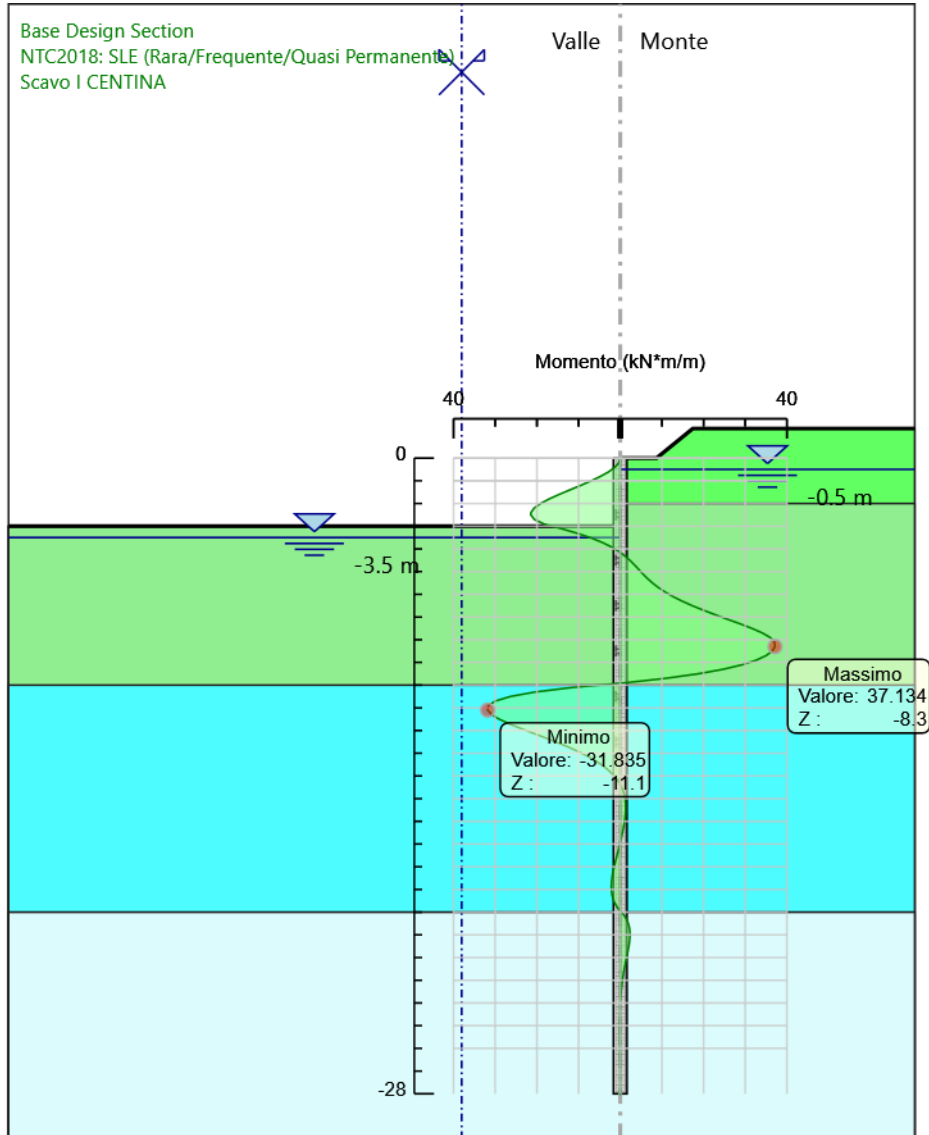 Base Design Section
NTC2018: SLE (Rara/Frequente/Quasi Permanente)
Scavo I CENTINA
Valle
Monte
Momento (kN*m/m)
40
40
0
-0.5 m
-3.5 m
Massimo
Valore: 37.134
Z : -8.3
Minimo
Valore: -31.835
Z : -11.1
-28